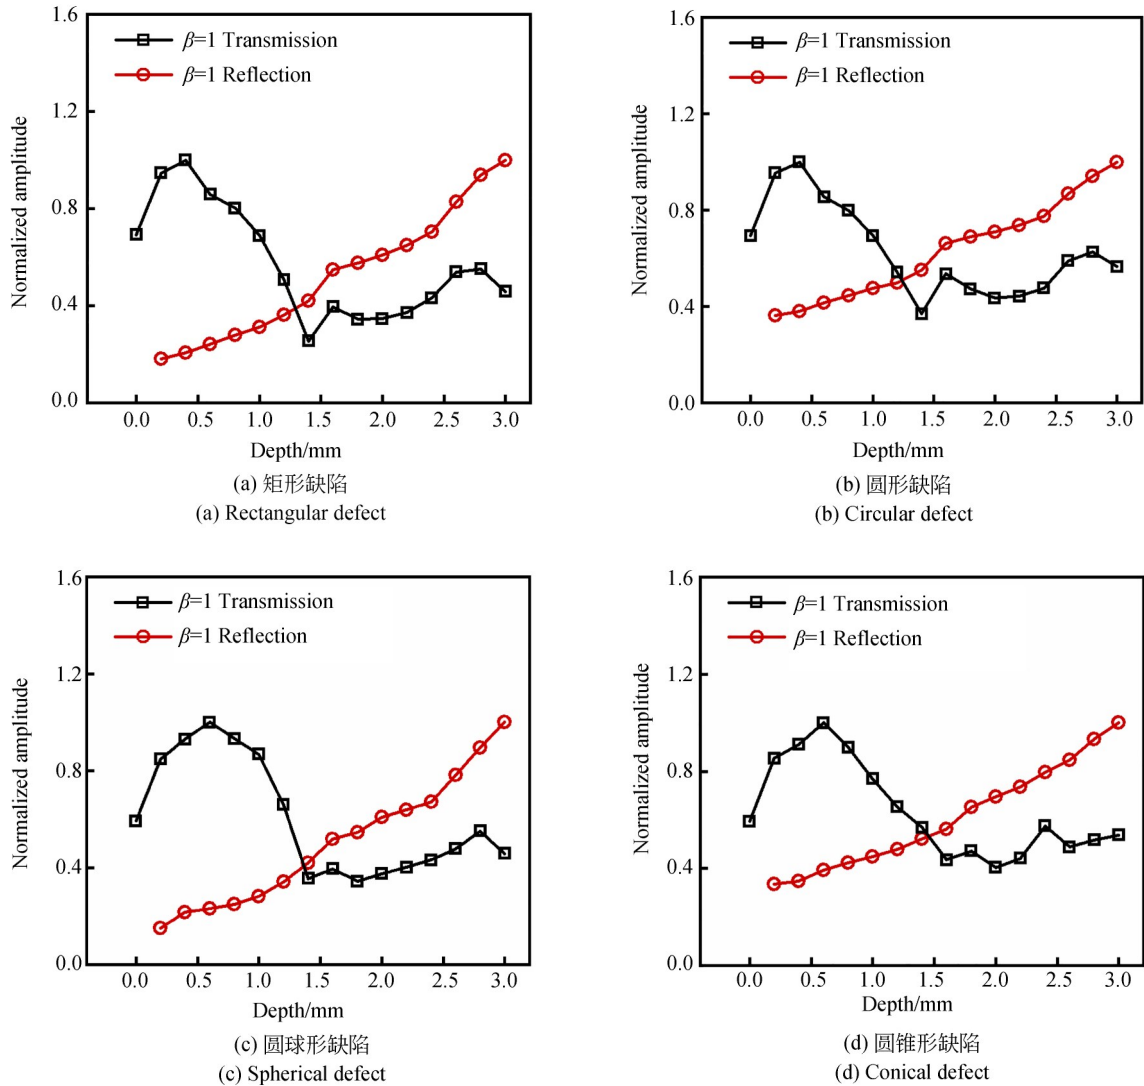 1.6
β=1 Transmission
β=1 Reflection
1.2
0.8
0.4
0.0
Normalized amplitude
0.0 0.5 1.0 1.5 2.0 2.5 3.0
Depth/mm
(a) 矩形缺陷
(a) Rectangular defect
1.6
β=1 Transmission
β=1 Reflection
1.2
0.8
0.4
0.0
Normalized amplitude
0.0 0.5 1.0 1.5 2.0 2.5 3.0
Depth/mm
(b) 圆形缺陷
(b) Circular defect
1.6
β=1 Transmission
β=1 Reflection
1.2
0.8
0.4
0.0
Normalized amplitude
0.0 0.5 1.0 1.5 2.0 2.5 3.0
Depth/mm
(c) 圆球形缺陷
(c) Spherical defect
1.6
β=1 Transmission
β=1 Reflection
1.2
0.8
0.4
0.0
Normalized amplitude
0.0 0.5 1.0 1.5 2.0 2.5 3.0
Depth/mm
(d) 圆锥形缺陷
(d) Conical defect